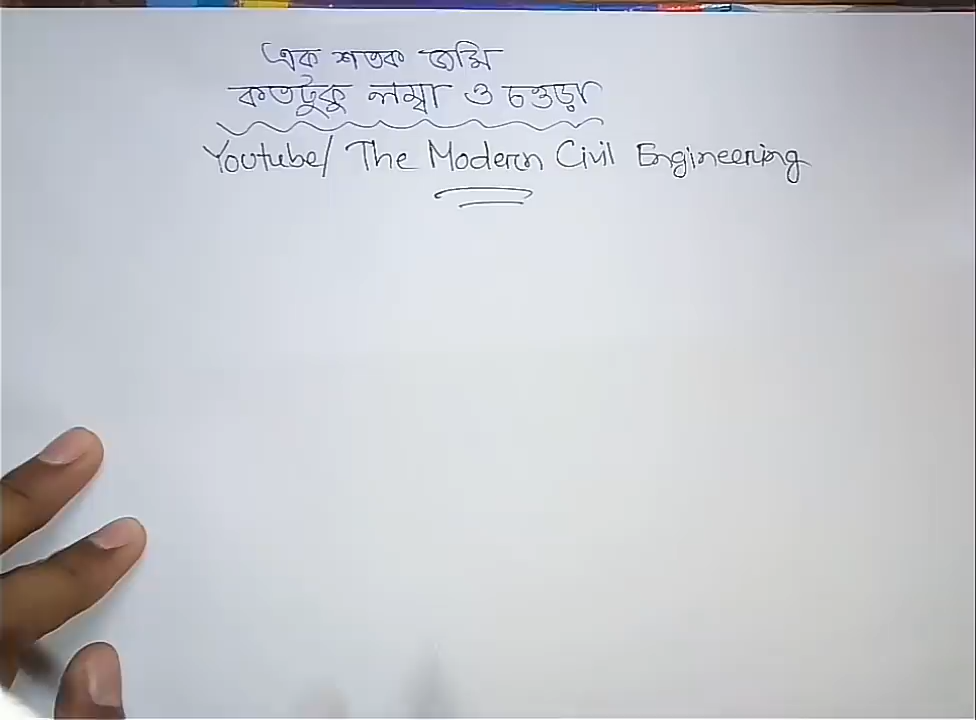 এক শতক জমি
কতটুকু লম্বা ও চওড়া
Youtube/ The Modern Civil Engineering